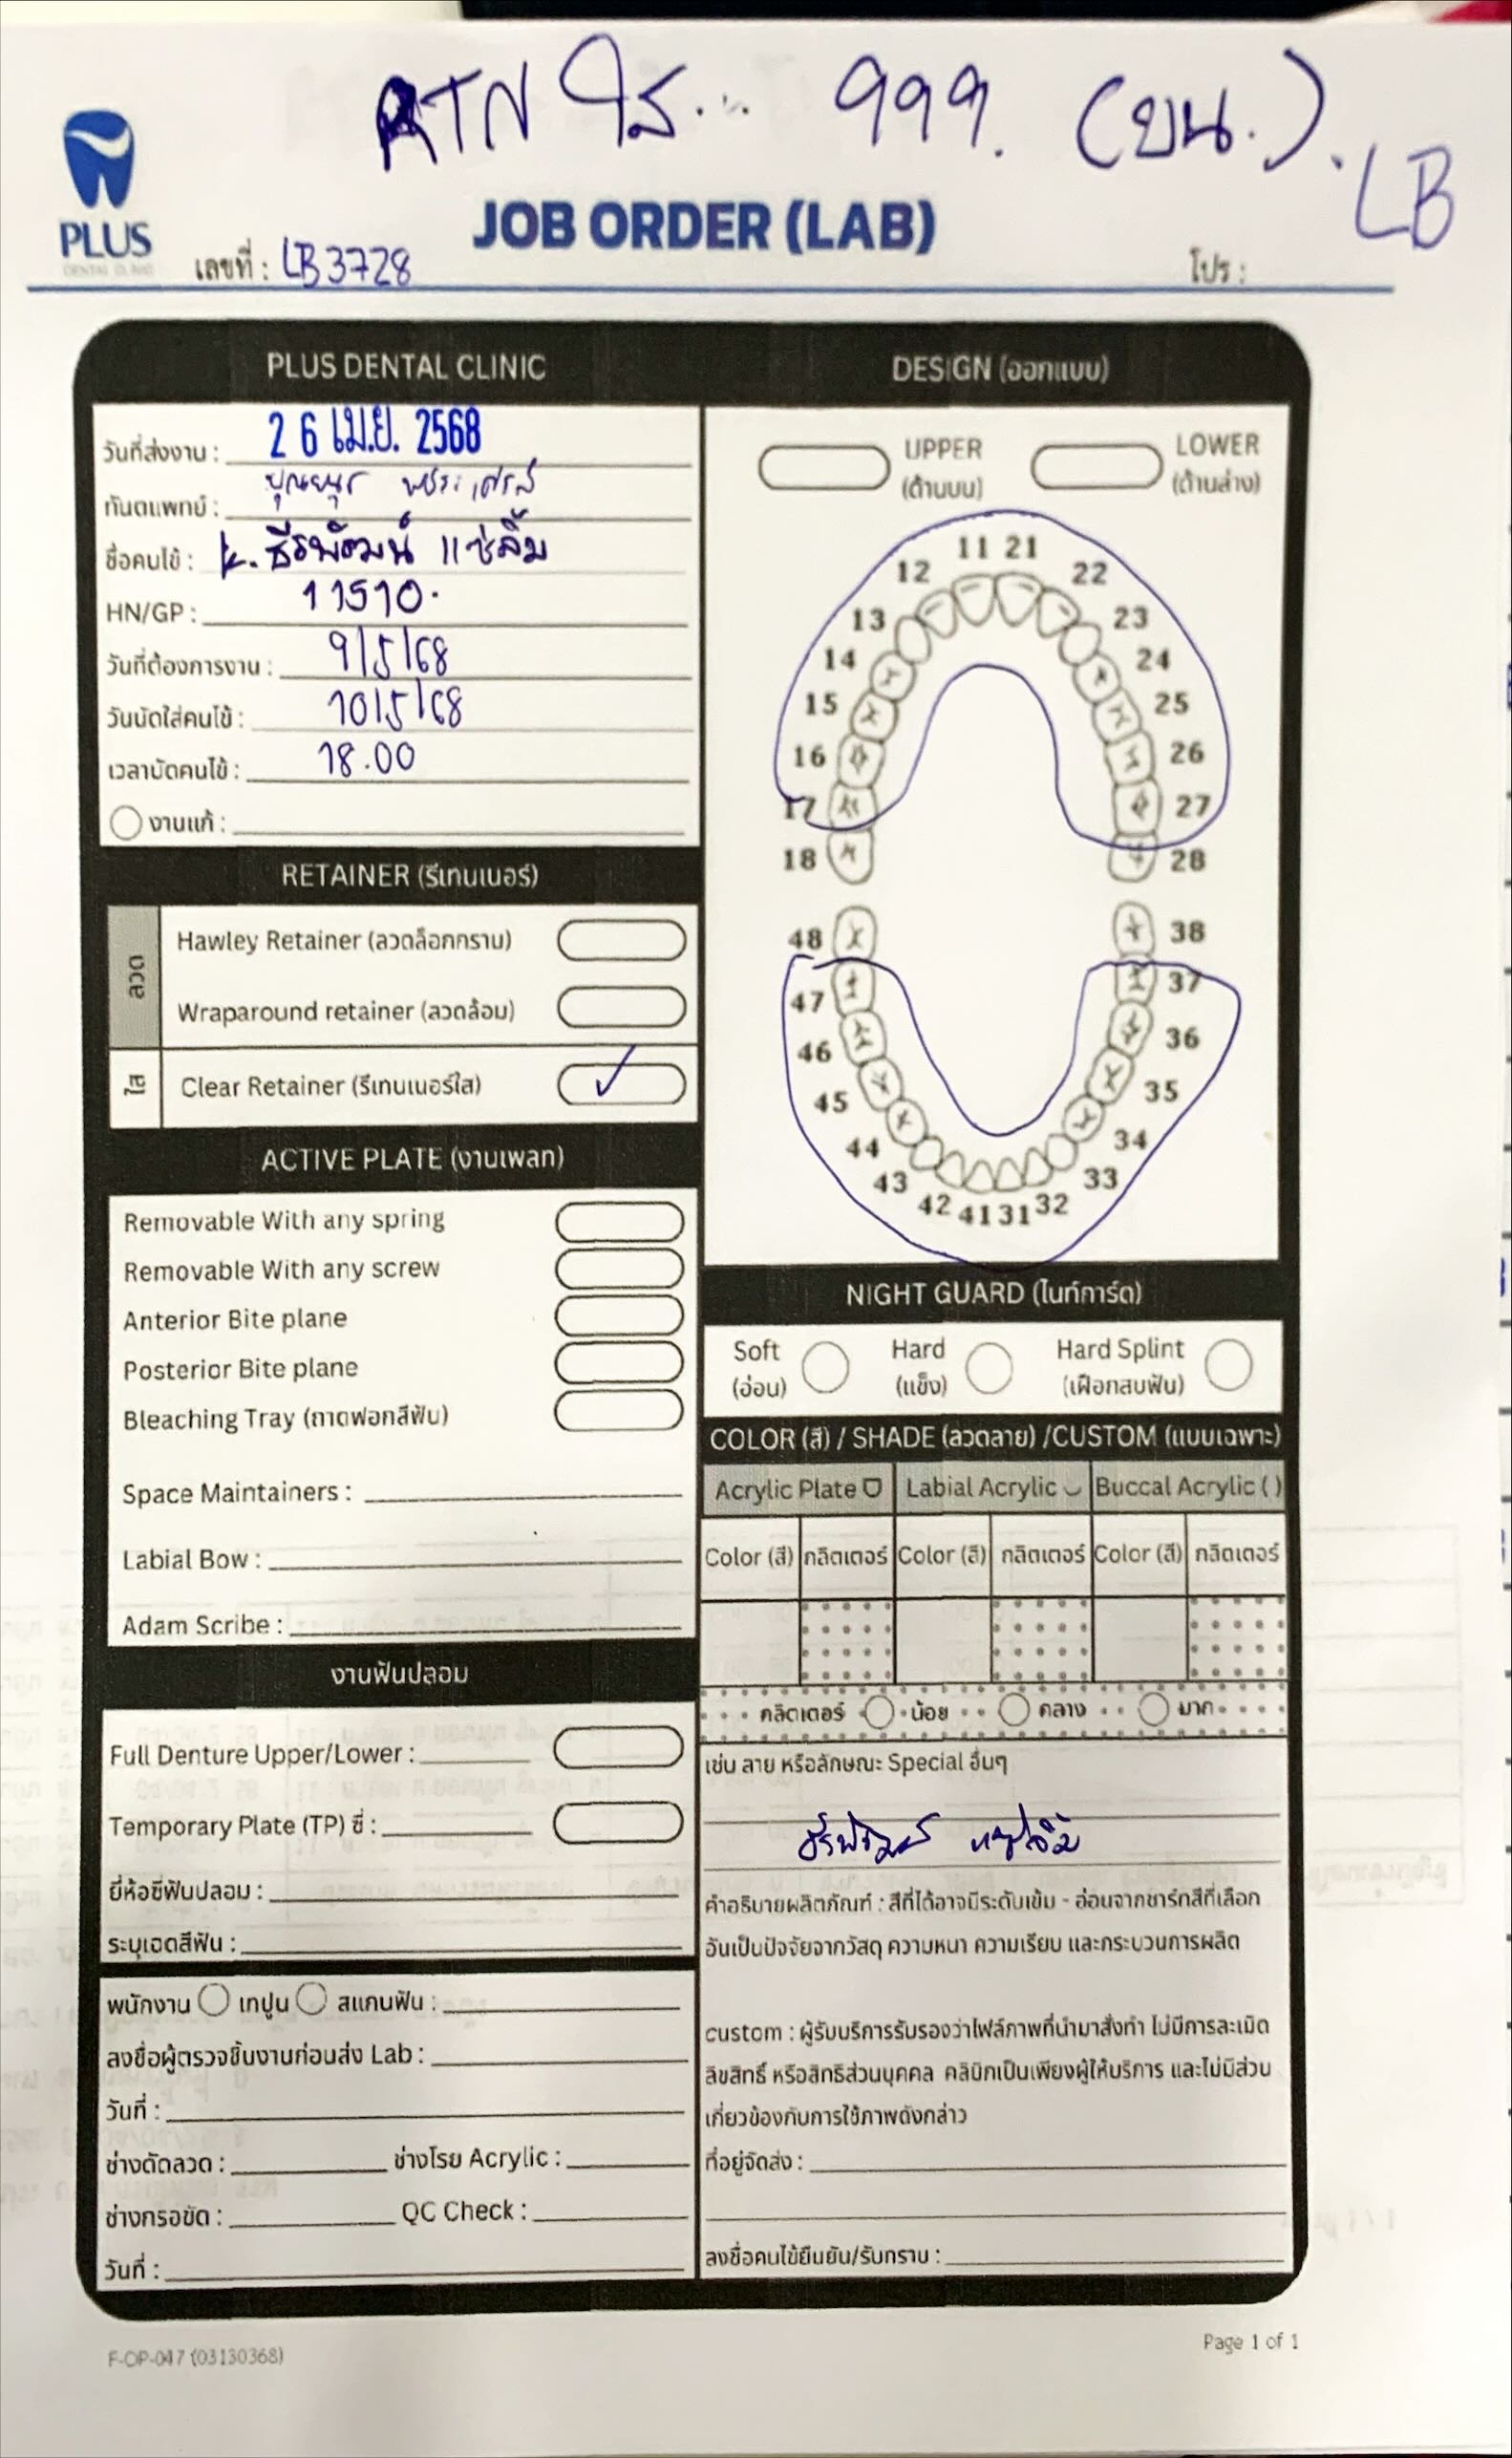 RTN ใส... 999. (บน.).
LB
PLUS
DENTAL CLINIC
JOB ORDER (LAB)
เลขที่ : LB3728
โปร :
PLUS DENTAL CLINIC
วันที่ส่งงาน : 26 เม.ย. 2568
ทันตแพทย์ :
ชื่อคนไข้ : k. ธีรพัฒน์ แซ่ลิ้ม
HN/GP : 11510.
วันที่ต้องการงาน : 9/5/68
วันนัดใส่คนไข้ : 10/5/68
เวลานัดคนไข้ : 18.00
งานแก้ :
RETAINER (รีเทนเนอร์)
ลวด
Hawley Retainer (ลวดล็อกกราม)
Wraparound retainer (ลวดล้อม)
ใส
Clear Retainer (รีเทนเนอร์ใส) ✓
ACTIVE PLATE (งานเพลท)
Removable With any spring
Removable With any screw
Anterior Bite plane
Posterior Bite plane
Bleaching Tray (ถาดฟอกสีฟัน)
Space Maintainers :
Labial Bow :
Adam Scribe :
งานฟันปลอม
Full Denture Upper/Lower :
Temporary Plate (TP) ซี่ :
ยี่ห้อซี่ฟันปลอม :
ระบุเฉดสีฟัน :
พนักงาน เทปูน สแกนฟัน :
ลงชื่อผู้ตรวจชิ้นงานก่อนส่ง Lab :
วันที่ :
ช่างดัดลวด : ช่างโรย Acrylic :
ช่างกรอขัด : QC Check :
วันที่ :
DESIGN (ออกแบบ)
UPPER
(ด้านบน)
LOWER
(ด้านล่าง)
11 21
12 22
13 23
14 24
15 25
16 26
17 27
18 28
48 38
47 37
46 36
45 35
44 34
43 33
42 41 31 32
NIGHT GUARD (ไนท์การ์ด)
Soft
(อ่อน)
Hard
(แข็ง)
Hard Splint
(เฝือกสบฟัน)
COLOR (สี) / SHADE (ลวดลาย) /CUSTOM (แบบเฉพาะ)
Acrylic Plate Labial Acrylic Buccal Acrylic ( )
Color (สี) กลิตเตอร์ Color (สี) กลิตเตอร์ Color (สี) กลิตเตอร์
กลิตเตอร์ น้อย กลาง มาก
เช่น ลาย หรือลักษณะ Special อื่นๆ
ธีรพัฒน์ แซ่ลิ้ม
คำอธิบายผลิตภัณฑ์ : สีที่ได้อาจมีระดับเข้ม - อ่อนจากชาร์ทสีที่เลือก
อันเป็นปัจจัยจากวัสดุ ความหนา ความเรียบ และกระบวนการผลิต
custom : ผู้รับบริการรับรองว่าไฟล์ภาพที่นำมาสั่งทำ ไม่มีการละเมิด
ลิขสิทธิ์ หรือสิทธิส่วนบุคคล คลินิกเป็นเพียงผู้ให้บริการ และไม่มีส่วน
เกี่ยวข้องกับการใช้ภาพดังกล่าว
ที่อยู่จัดส่ง :
ลงชื่อคนไข้ยืนยัน/รับทราบ :
F-OP-047 (03130368)
Page 1 of 1